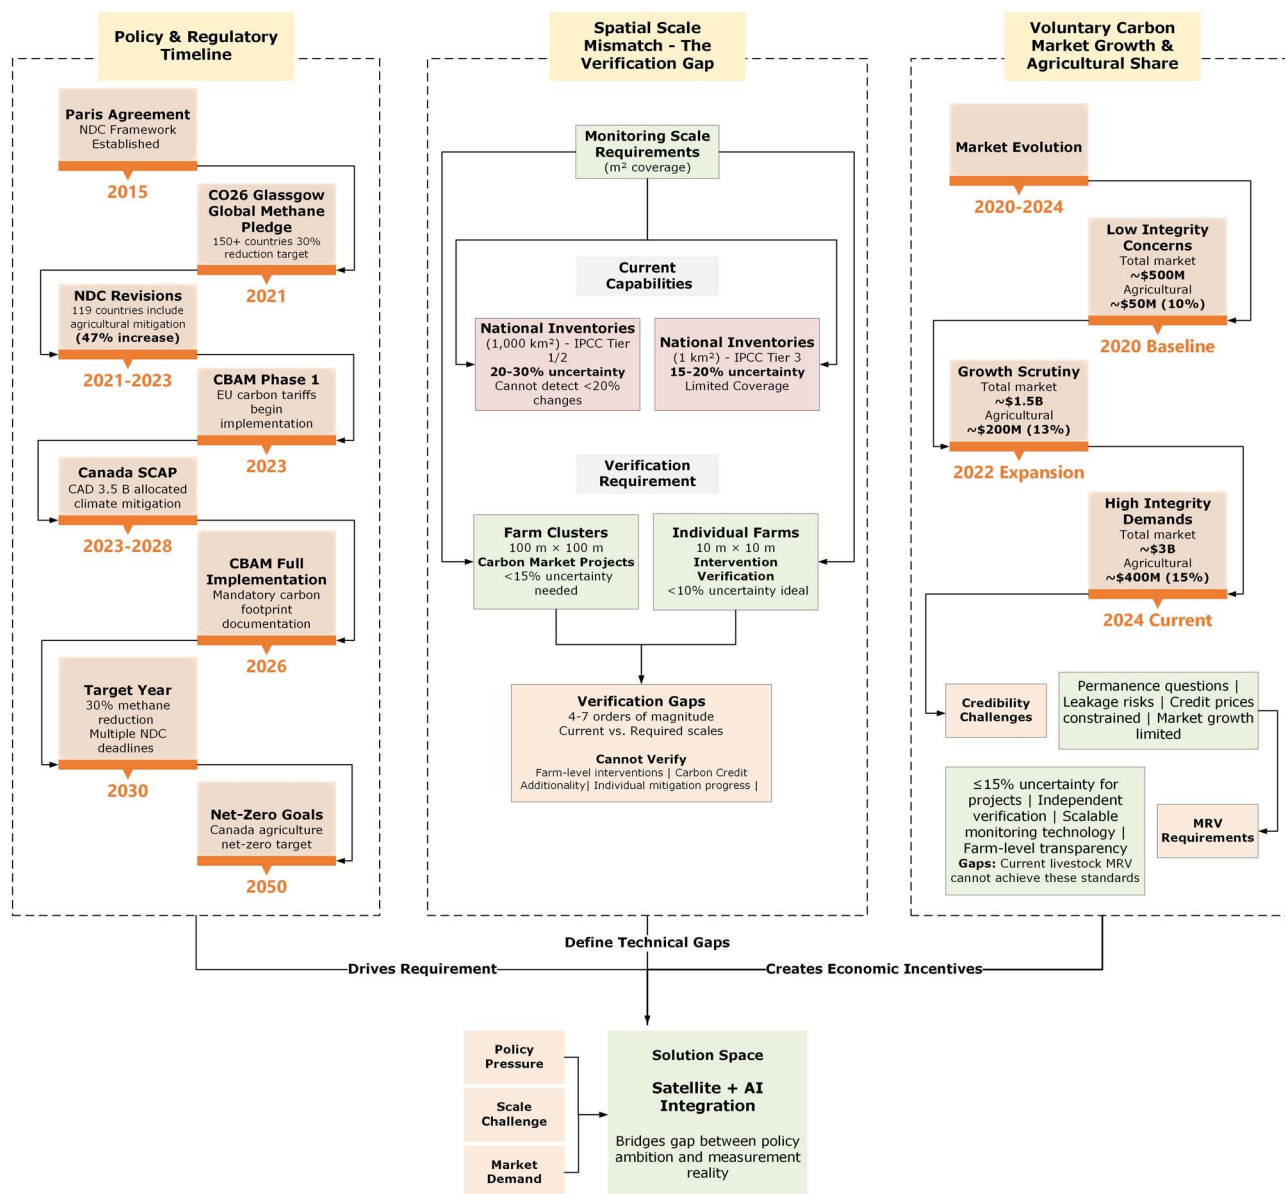 Policy & Regulatory
Timeline
Paris Agreement
NDC Framework
Established
2015
CO26 Glassgow
Global Methane
Pledge
150+ countries 30%
reduction target
2021
NDC Revisions
119 countries include
agricultural mitigation
(47% increase)
2021-2023
CBAM Phase 1
EU carbon tariffs
begin
implementation
2023
Canada SCAP
CAD 3.5 B allocated
climate mitigation
2023-2028
CBAM Full
Implementation
Mandatory carbon
footprint
documentation
2026
Target Year
30% methane
reduction
Multiple NDC
deadlines
2030
Net-Zero Goals
Canada agriculture
net-zero target
2050
Spatial Scale
Mismatch - The
Verification Gap
Monitoring Scale
Requirements
(m² coverage)
Current
Capabilities
National Inventories
(1,000 km²) - IPCC Tier
1/2
20-30% uncertainty
Cannot detect <20%
changes
National Inventories
(1 km²) - IPCC Tier 3
15-20% uncertainty
Limited Coverage
Verification
Requirement
Farm Clusters
100 m × 100 m
Carbon Market Projects
<15% uncertainty
needed
Individual Farms
10 m × 10 m
Intervention
Verification
<10% uncertainty ideal
Verification Gaps
4-7 orders of magnitude
Current vs. Required scales
Cannot Verify
Farm-level interventions | Carbon Credit
Additionality| Individual mitigation progress |
Voluntary Carbon
Market Growth &
Agricultural Share
Market Evolution
2020-2024
Low Integrity
Concerns
Total market
~$500M
Agricultural
~$50M (10%)
2020 Baseline
Growth Scrutiny
Total market
~$1.5B
Agricultural
~$200M (13%)
2022 Expansion
High Integrity
Demands
Total market
~$3B
Agricultural
~$400M (15%)
2024 Current
Credibility
Challenges
Permanence questions |
Leakage risks | Credit prices
constrained | Market growth
limited
≤15% uncertainty for
projects | Independent
verification | Scalable
monitoring technology |
Farm-level transparency
Gaps: Current livestock MRV
cannot achieve these standards
MRV
Requirements
Define Technical Gaps
Drives Requirement
Creates Economic Incentives
Policy
Pressure
Scale
Challenge
Market
Demand
Solution Space
Satellite + AI
Integration
Bridges gap between policy
ambition and measurement
reality